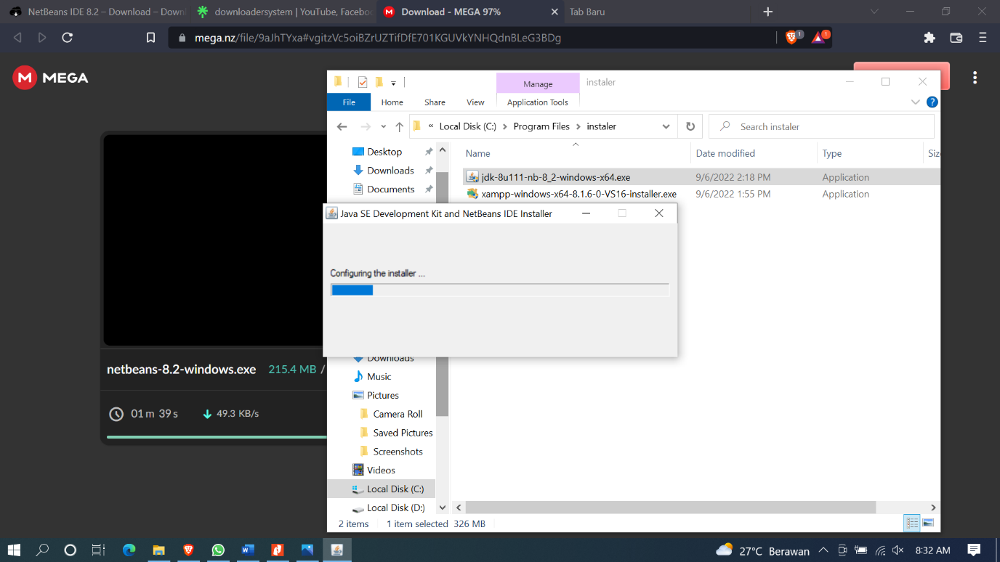 NetBeans IDE 8.2 – Download – Down
downloadersystem | YouTube, Facebo
Download - MEGA 97%
Tab Baru
mega.nz/file/9aJhTYxa#vgitzVc5oiBZrUZTifDfE701KGUVkYNHQdnBLeG3BDg
1
1
M MEGA
Manage
instaler
File
Home
Share
View
Application Tools
« Local Disk (C:) > Program Files > instaler
Search instaler
Desktop
Downloads
Documents
Name
Date modified
Type
Siz
jdk-8u111-nb-8_2-windows-x64.exe
9/6/2022 2:18 PM
Application
xampp-windows-x64-8.1.6-0-VS16-installer.exe
9/6/2022 1:55 PM
Application
Java SE Development Kit and NetBeans IDE Installer
Configuring the installer ...
netbeans-8.2-windows.exe
215.4 MB /
01 m 39 s
49.3 KB/s
Downloads
Music
Pictures
Camera Roll
Saved Pictures
Screenshots
Videos
Local Disk (C:)
Local Disk (D:)
2 items
1 item selected 326 MB
27°C Berawan
8:32 AM